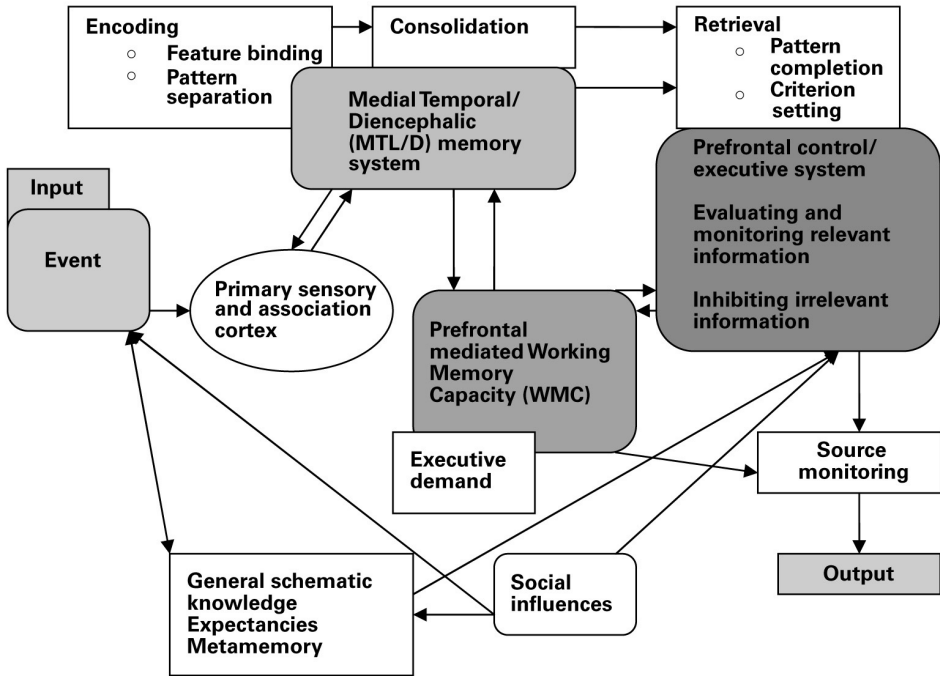 Encoding
○ Feature binding
○ Pattern
separation
Consolidation
Retrieval
○ Pattern
completion
○ Criterion
setting
Medial Temporal/
Diencephalic
(MTL/D) memory
system
Prefrontal control/
executive system
Evaluating and
monitoring relevant
information
Inhibiting irrelevant
information
Input
Event
Primary sensory
and association
cortex
Prefrontal
mediated Working
Memory
Capacity (WMC)
Executive
demand
Source
monitoring
General schematic
knowledge
Expectancies
Metamemory
Social
influences
Output